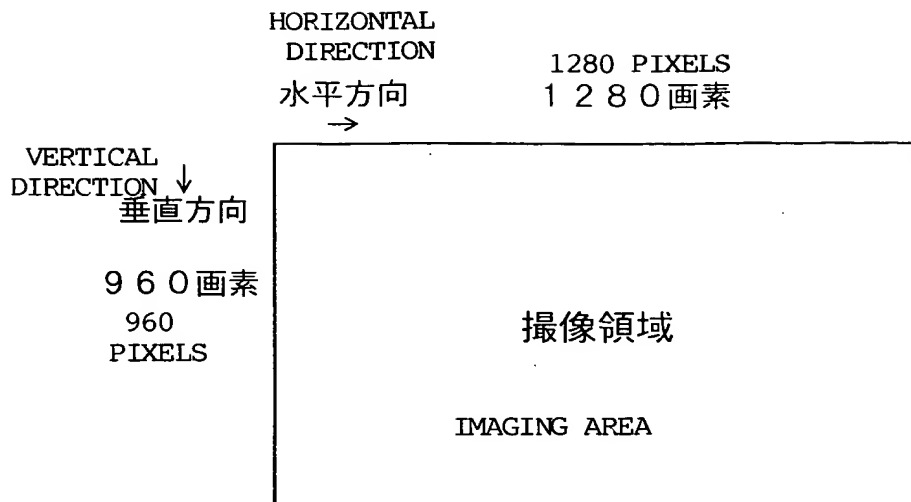 HORIZONTAL
DIRECTION
水平方向
→
1280 PIXELS
1280画素
VERTICAL
DIRECTION ↓
垂直方向
960画素
960
PIXELS
撮像領域
IMAGING AREA